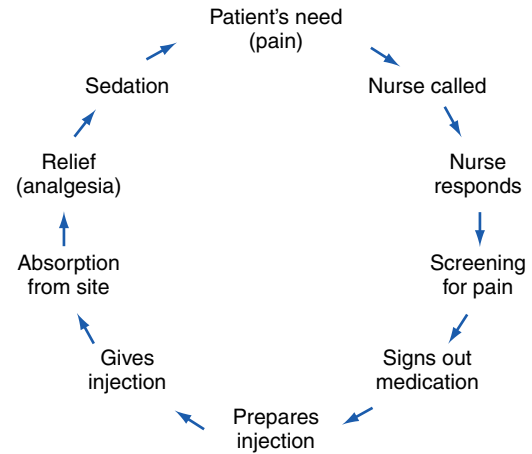 Patient’s need
(pain)
Nurse called
Nurse
responds
Screening
for pain
Signs out
medication
Prepares
injection
Gives
injection
Absorption
from site
Relief
(analgesia)
Sedation